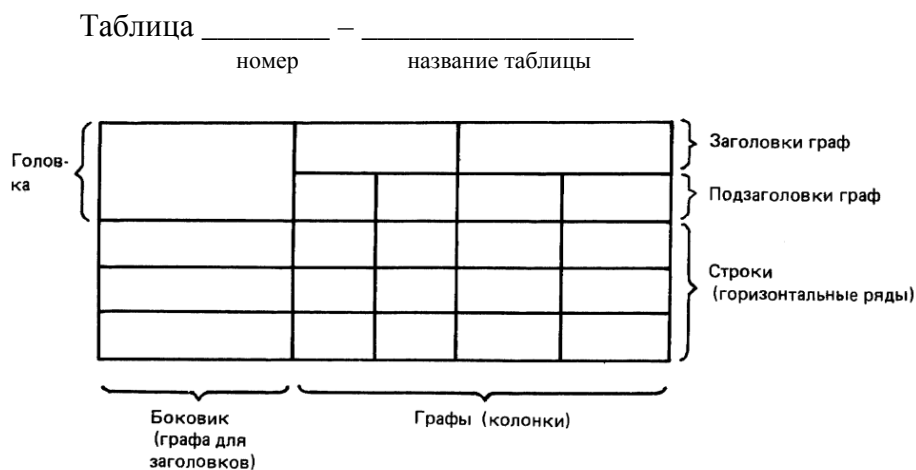 Таблица ________ – _________________
номер название таблицы
Голов-
ка
Заголовки граф
Подзаголовки граф
Строки
(горизонтальные ряды)
Боковик
(графа для
заголовков)
Графы (колонки)